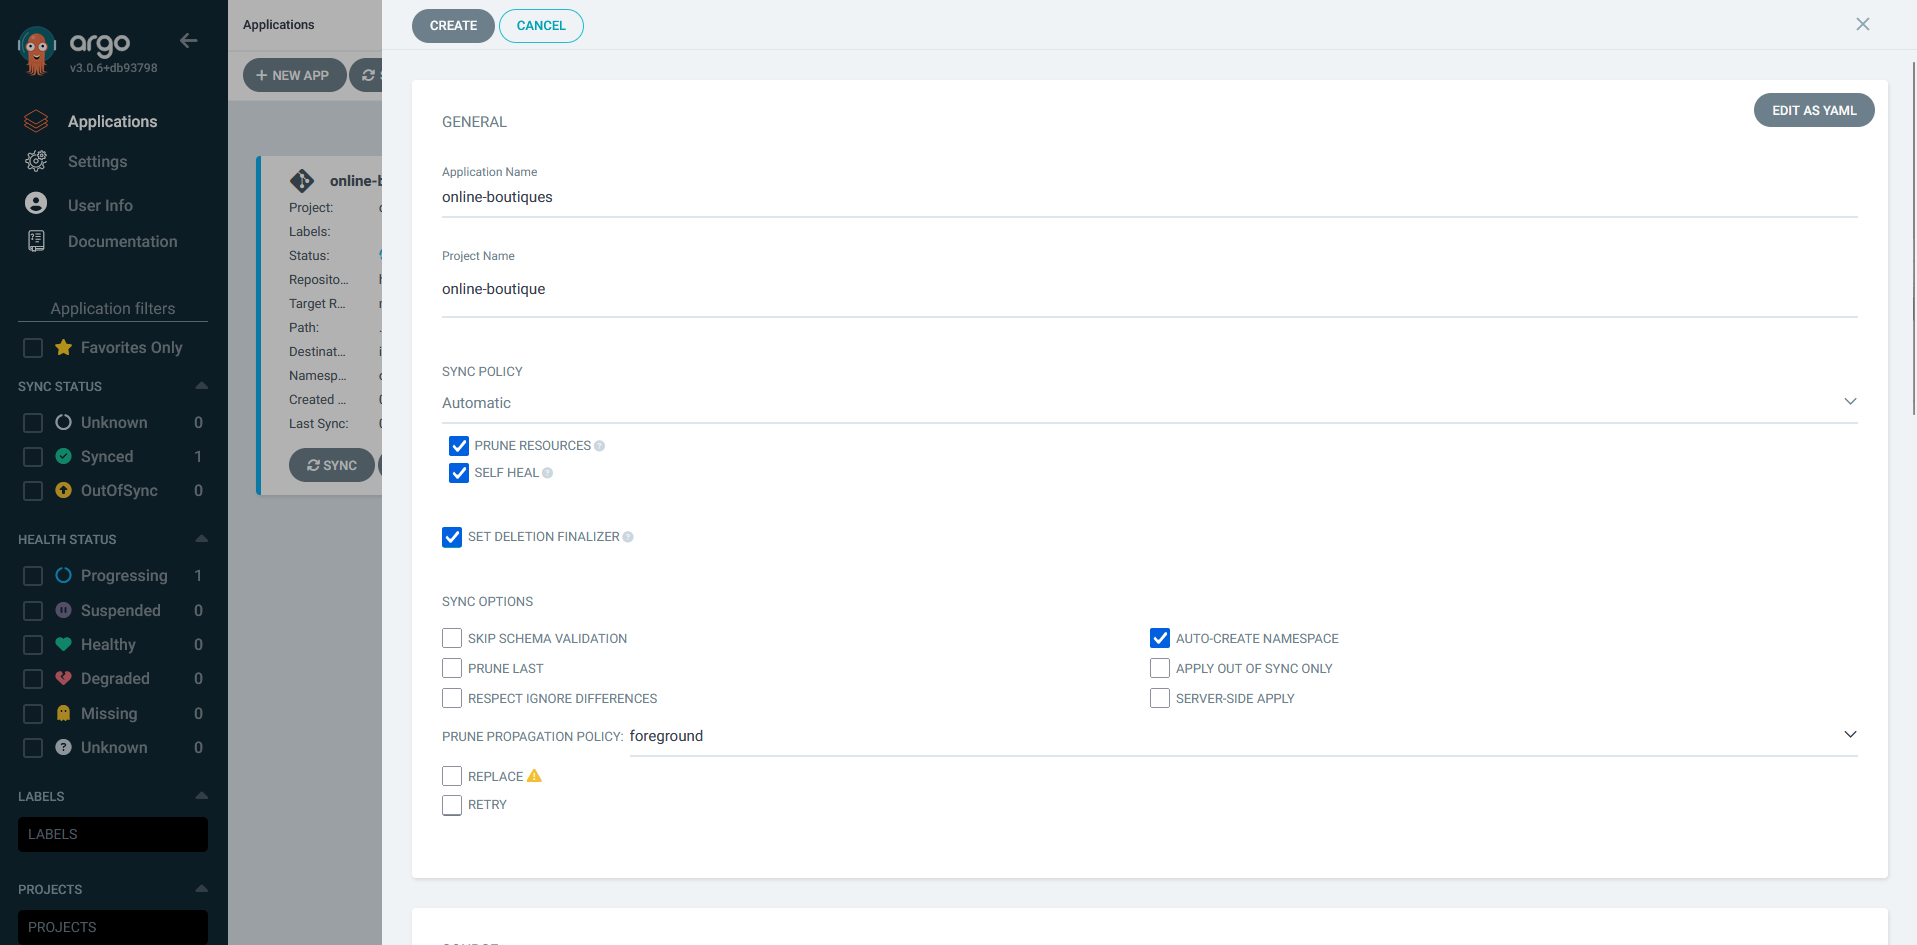 argo
v3.0.6+db93798
Applications
Settings
User Info
Documentation
Application filters
Favorites Only
SYNC STATUS
Unknown 0
Synced 1
OutOfSync 0
HEALTH STATUS
Progressing 1
Suspended 0
Healthy 0
Degraded 0
Missing 0
Unknown 0
LABELS
LABELS
PROJECTS
PROJECTS
Applications
NEW APP
Project:
Labels:
Status:
Reposito...
Target R...
Path:
Destinat...
Namesp...
Created ...
Last Sync:
SYNC
CREATE CANCEL
GENERAL
EDIT AS YAML
Application Name
online-boutiques
Project Name
online-boutique
SYNC POLICY
Automatic
PRUNE RESOURCES
SELF HEAL
SET DELETION FINALIZER
SYNC OPTIONS
SKIP SCHEMA VALIDATION
AUTO-CREATE NAMESPACE
PRUNE LAST
APPLY OUT OF SYNC ONLY
RESPECT IGNORE DIFFERENCES
SERVER-SIDE APPLY
PRUNE PROPAGATION POLICY: foreground
REPLACE
RETRY